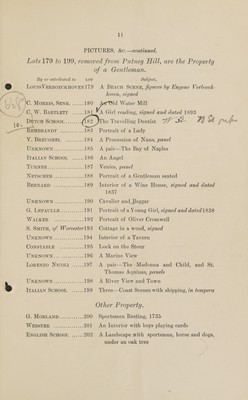 11
PICTURES, &c.—continued.
Lots 179 to 199, removed from Putney Hill, are the Property
of a Gentleman.
By or attributed to LOT Subject.
LOUIS VERBOECKHOVEN 179 A BEACH SCENE, figures by Eugene Verboeck-
hoven, signed
C. MORRIS, SENR. 180 An Old Water Mill
C. W. BARTLETT 181 A Girl reading, signed and dated 1892
DUTCH SCHOOL 182 The Travelling Dentist
REMBRANDT 183 Portrait of a Lady
V. BREUGHEL 184 A Procession of Nuns, panel
UNKNOWN 185 A pair—The Bay of Naples
ITALIAN SCHOOL 186 An Angel
TURNER 187 Venice, panel
NETSCHER 188 Portrait of a Gentleman seated
BERNARD 189 Interior of a Wine House, signed and dated
1837
UNKNOWN 190 Cavalier and Beggar
G. LEFAULLE 191 Portrait of a Young Girl, signed and dated 1838
WALKER 192 Portrait of Oliver Cromwell
S. SMITH, of Worcester 193 Cottage in a wood, signed
UNKNOWN 194 Interior of a Tavern
CONSTABLE 195 Lock on the Stour
UNKNOWN 196 A Marine View
LORENZO NICOLI 197 A pair—The Madonna and Child, and St.
Thomas Aquinas, panels
UNKNOWN 198 A River View and Town
ITALIAN SCHOOL 199 Three—Coast Scenes with shipping, in tempera
Other Property.
G. MORLAND 200 Sportsmen Resting, 1735
WEBSTER 201 An Interior with boys playing cards
ENGLISH SCHOOL 202 A Landscape with sportsman, horse and dogs,
under an oak tree